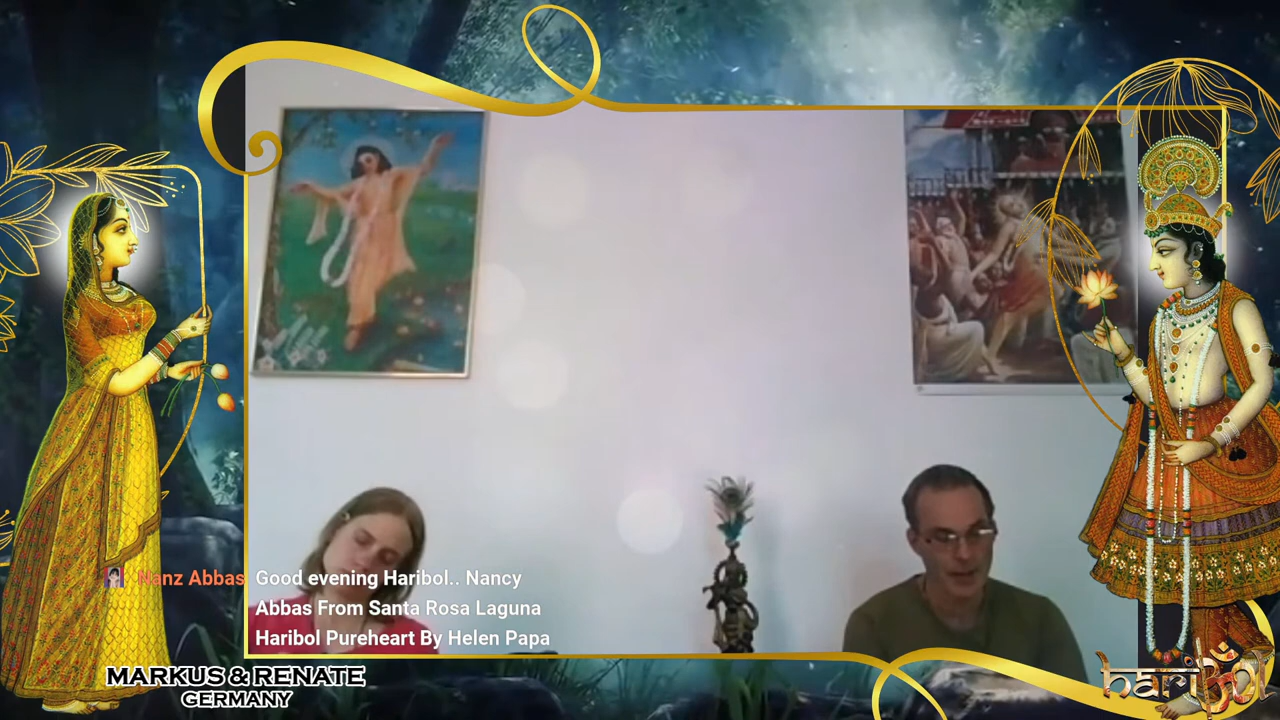 Nanz Abbas Good evening Haribol.. Nancy
Abbas From Santa Rosa Laguna
Haribol Pureheart By Helen Papa
MARKUS & RENATE
GERMANY
haribol